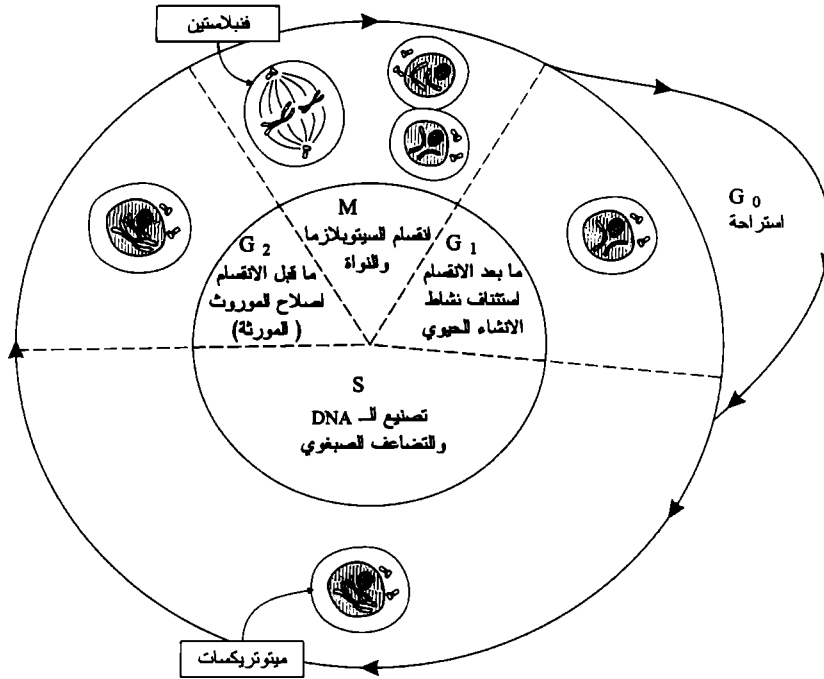 فنبلاستين
G 0
استراحة
M
انقسام السيتوبلازما
والنواة
G 1
ما بعد الانقسام
استئناف نشاط
الانشاء الحيوي
G 2
ما قبل الانقسام
اصلاح الموروث
(المورثة)
S
تصنيع الـ DNA
والتضاعف الصبغوي
ميتوتريكسات